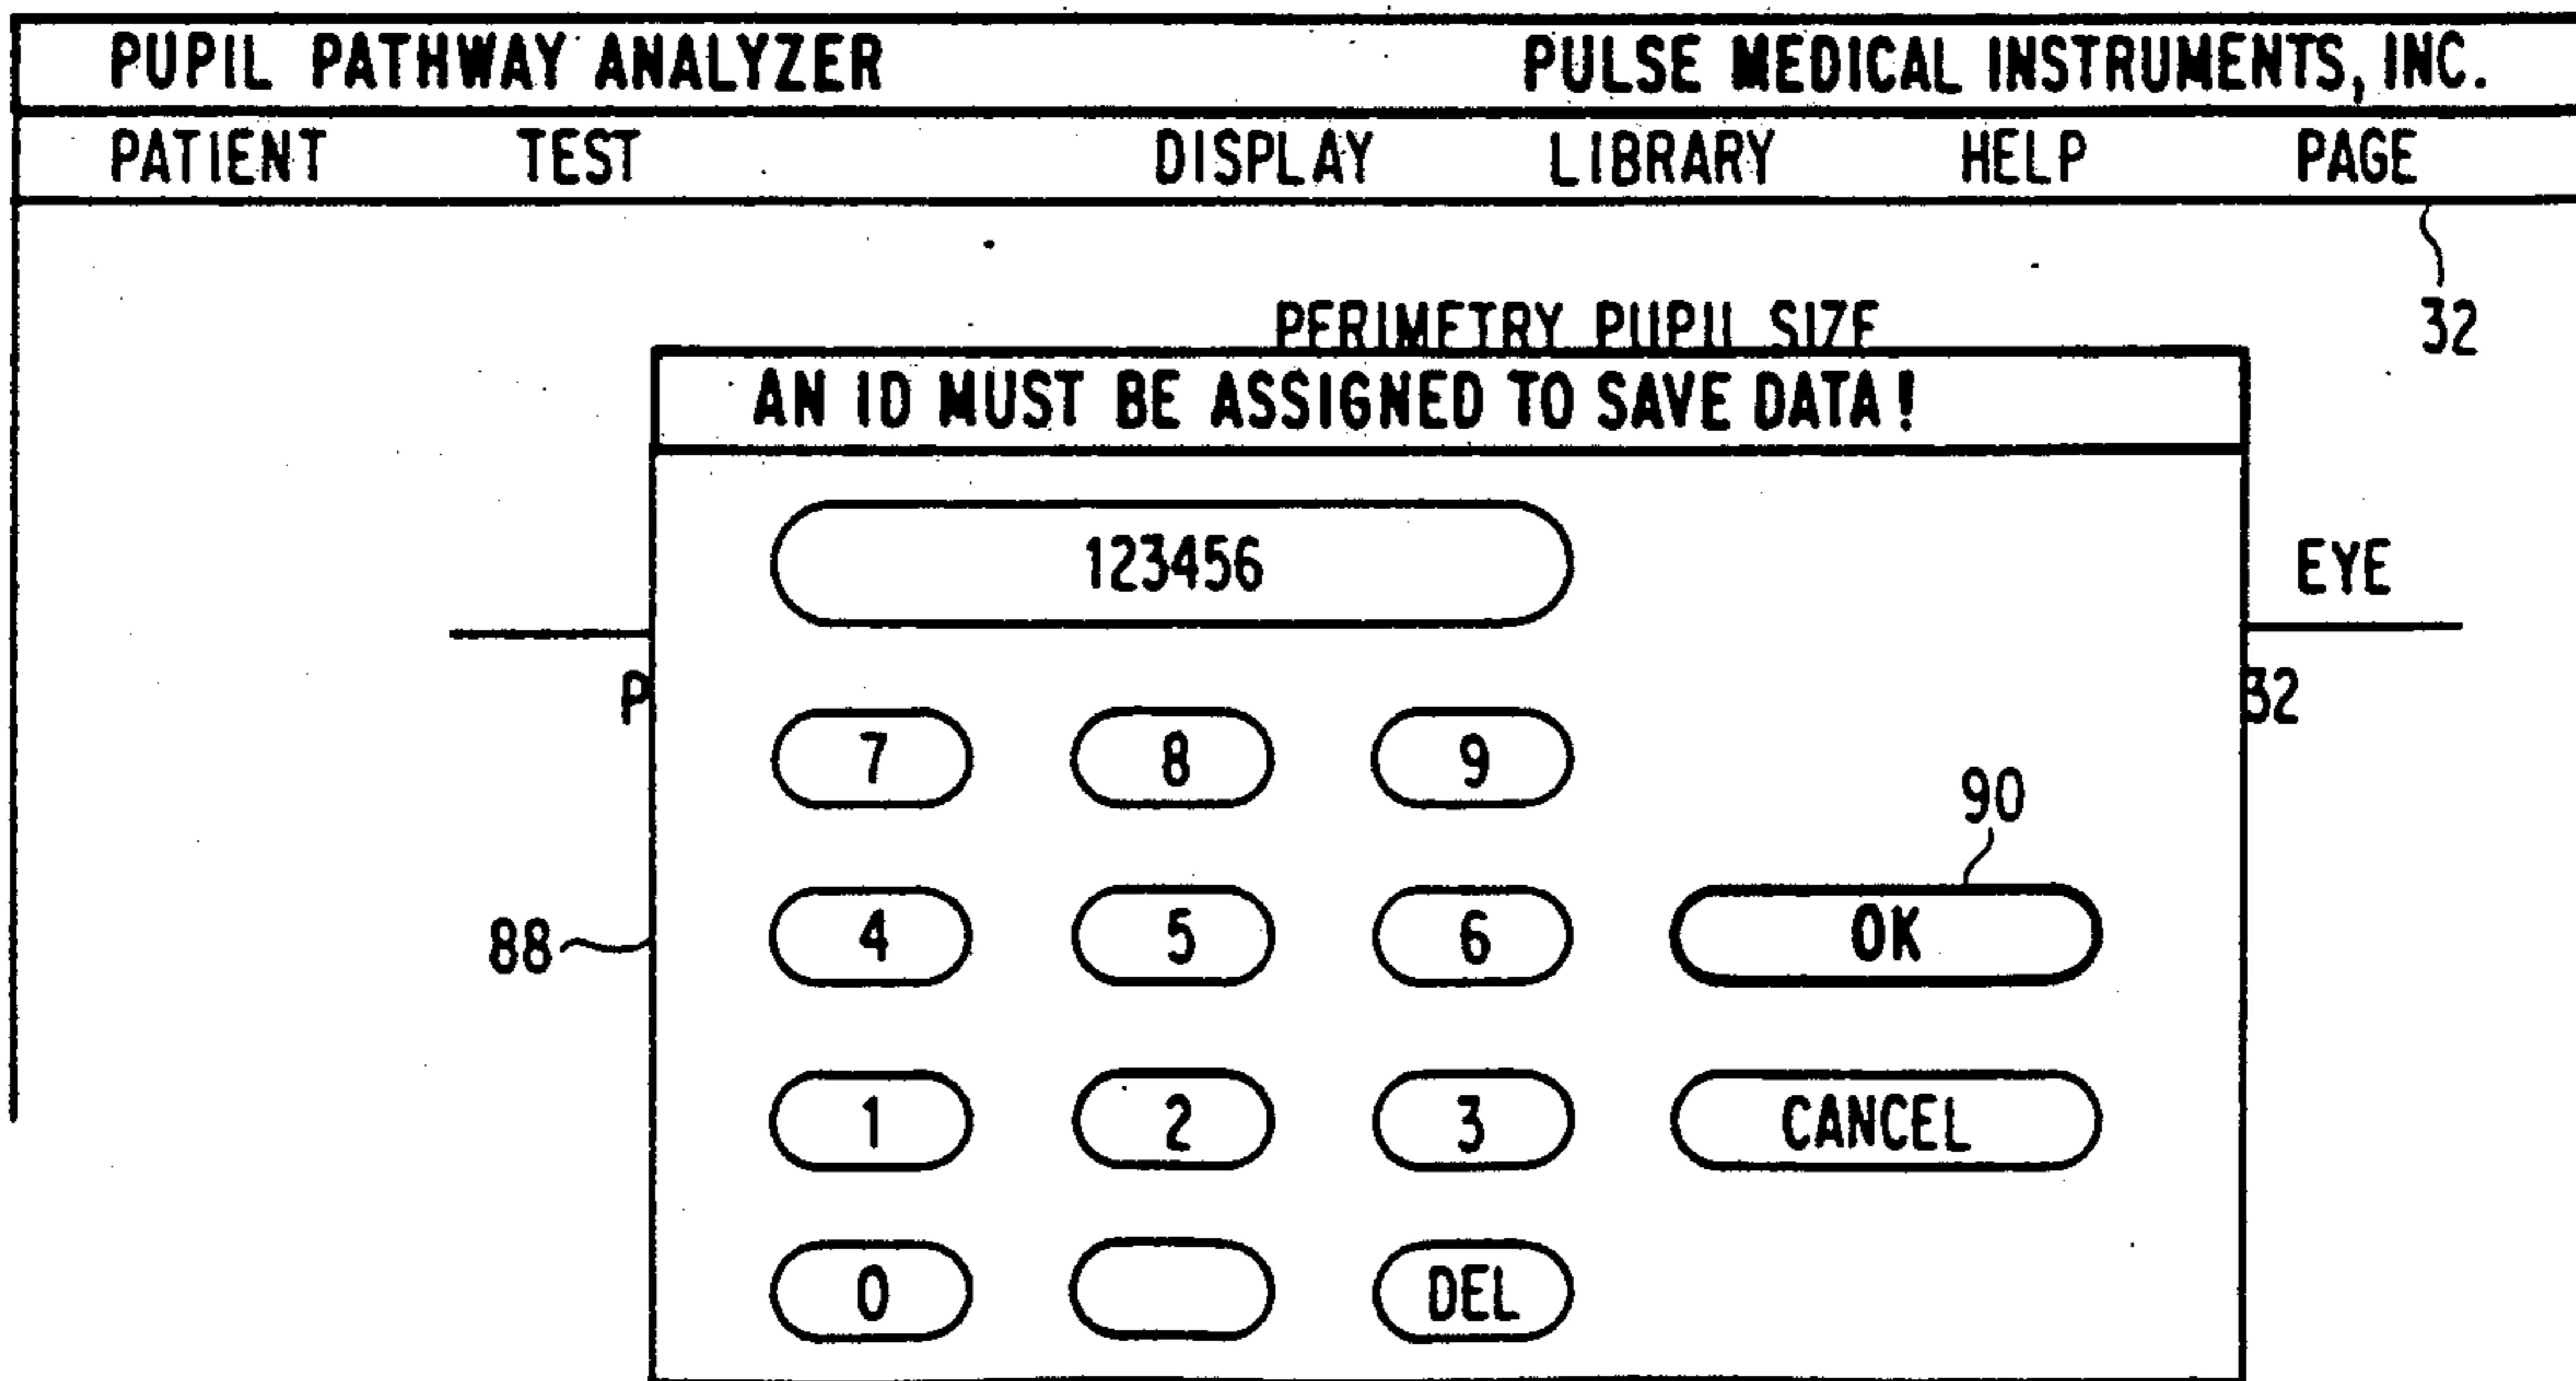 PUPIL PATHWAY ANALYZER PULSE MEDICAL INSTRUMENTS, INC.
PATIENT TEST DISPLAY LIBRARY HELP PAGE
32
PERIMETRY PUPIL SIZE
AN ID MUST BE ASSIGNED TO SAVE DATA!
123456
EYE
P 32
7 8 9
90
88 4 5 6 OK
1 2 3 CANCEL
0 DEL